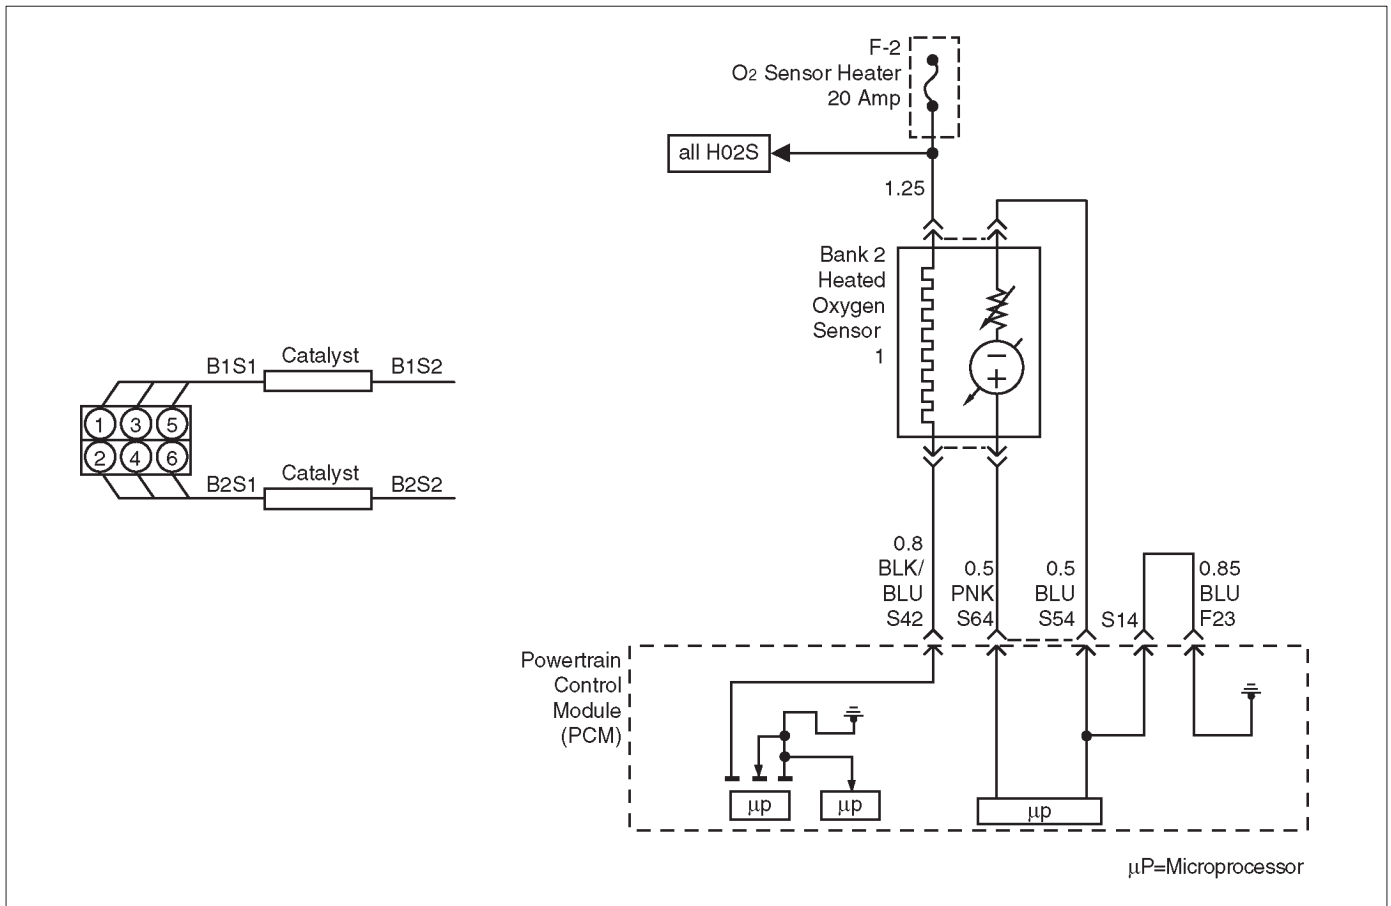 F-2
O2 Sensor Heater
20 Amp
all H02S
1.25
Bank 2
Heated
Oxygen
Sensor
1
−
+
B1S1 Catalyst B1S2
1 3 5
2 4 6
B2S1 Catalyst B2S2
0.8
BLK/
BLU
S42
0.5
PNK
S64
0.5
BLU
S54
S14
0.85
BLU
F23
Powertrain
Control
Module
(PCM)
μp
μp
μp
μP=Microprocessor